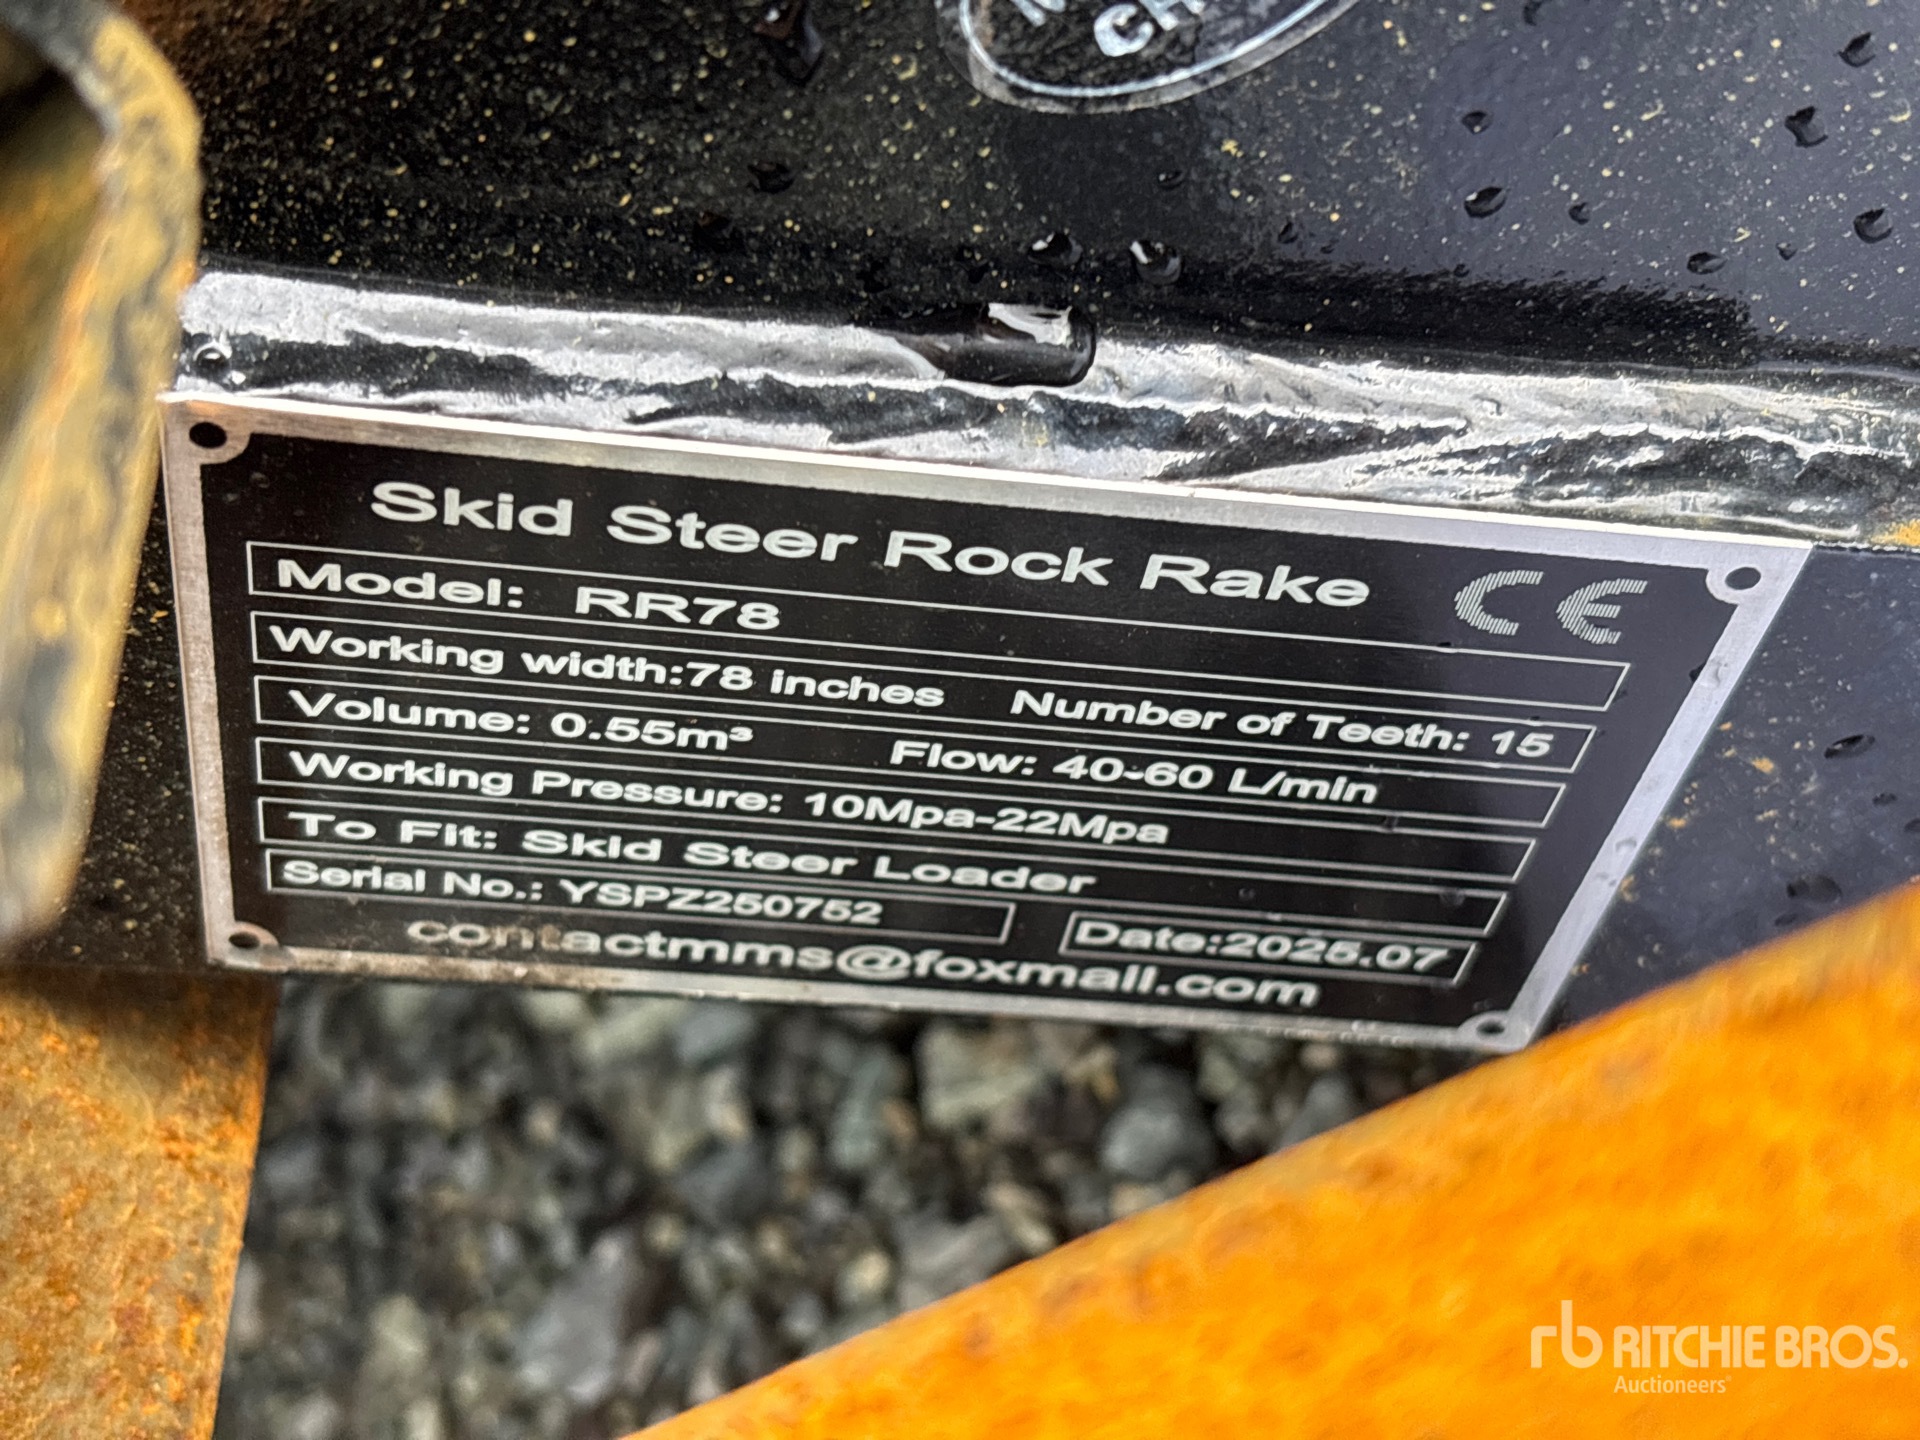 CH
Skid Steer Rock Rake
CE
Model: RR78
Working width:78 inches Number of Teeth: 15
Volume: 0.55m³ Flow: 40-60 L/min
Working Pressure: 10Mpa-22Mpa
To Fit: Skid Steer Loader
Serial No.: YSPZ250752 Date:2025.07
contactmms@foxmail.com
rb RITCHIE BROS.
Auctioneers